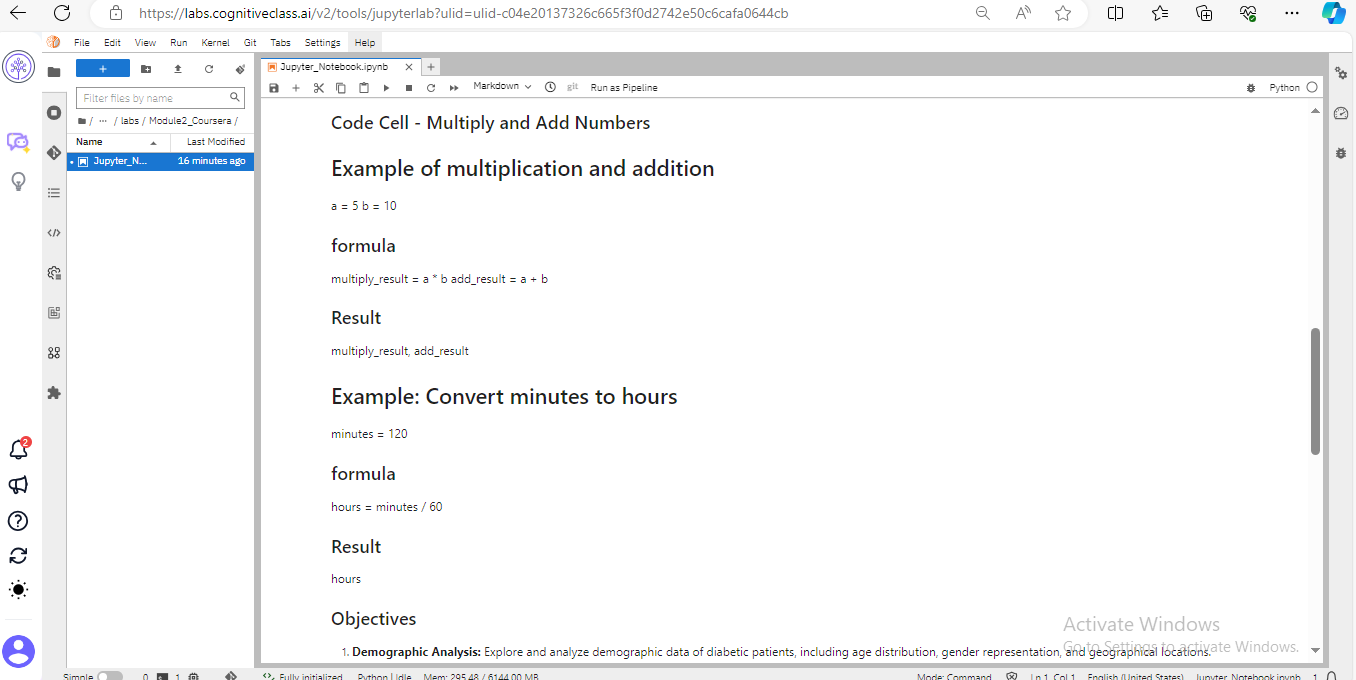 https://labs.cognitiveclass.ai/v2/tools/jupyterlab?ulid=ulid-c04e20137326c665f3f0d2742e50c6cafa0644cb
File Edit View Run Kernel Git Tabs Settings Help
Jupyter_Notebook.ipynb
Filter files by name
Markdown
git
Run as Pipeline
Python
/ ... / labs / Module2_Coursera /
Name Last Modified
Jupyter_N... 16 minutes ago
Code Cell - Multiply and Add Numbers
Example of multiplication and addition
a = 5 b = 10
formula
multiply_result = a * b add_result = a + b
Result
multiply_result, add_result
Example: Convert minutes to hours
minutes = 120
formula
hours = minutes / 60
Result
hours
2
Objectives
1. Demographic Analysis: Explore and analyze demographic data of diabetic patients, including age distribution, gender representation, and geographical locations.
Activate Windows
Go to Settings to activate Windows.
Simple 0 1 Fully initialized Python | Idle Mem: 295.48 / 6144.00 MB Mode: Command Ln 1, Col 1 English (United States) Jupyter_Notebook.ipynb 1